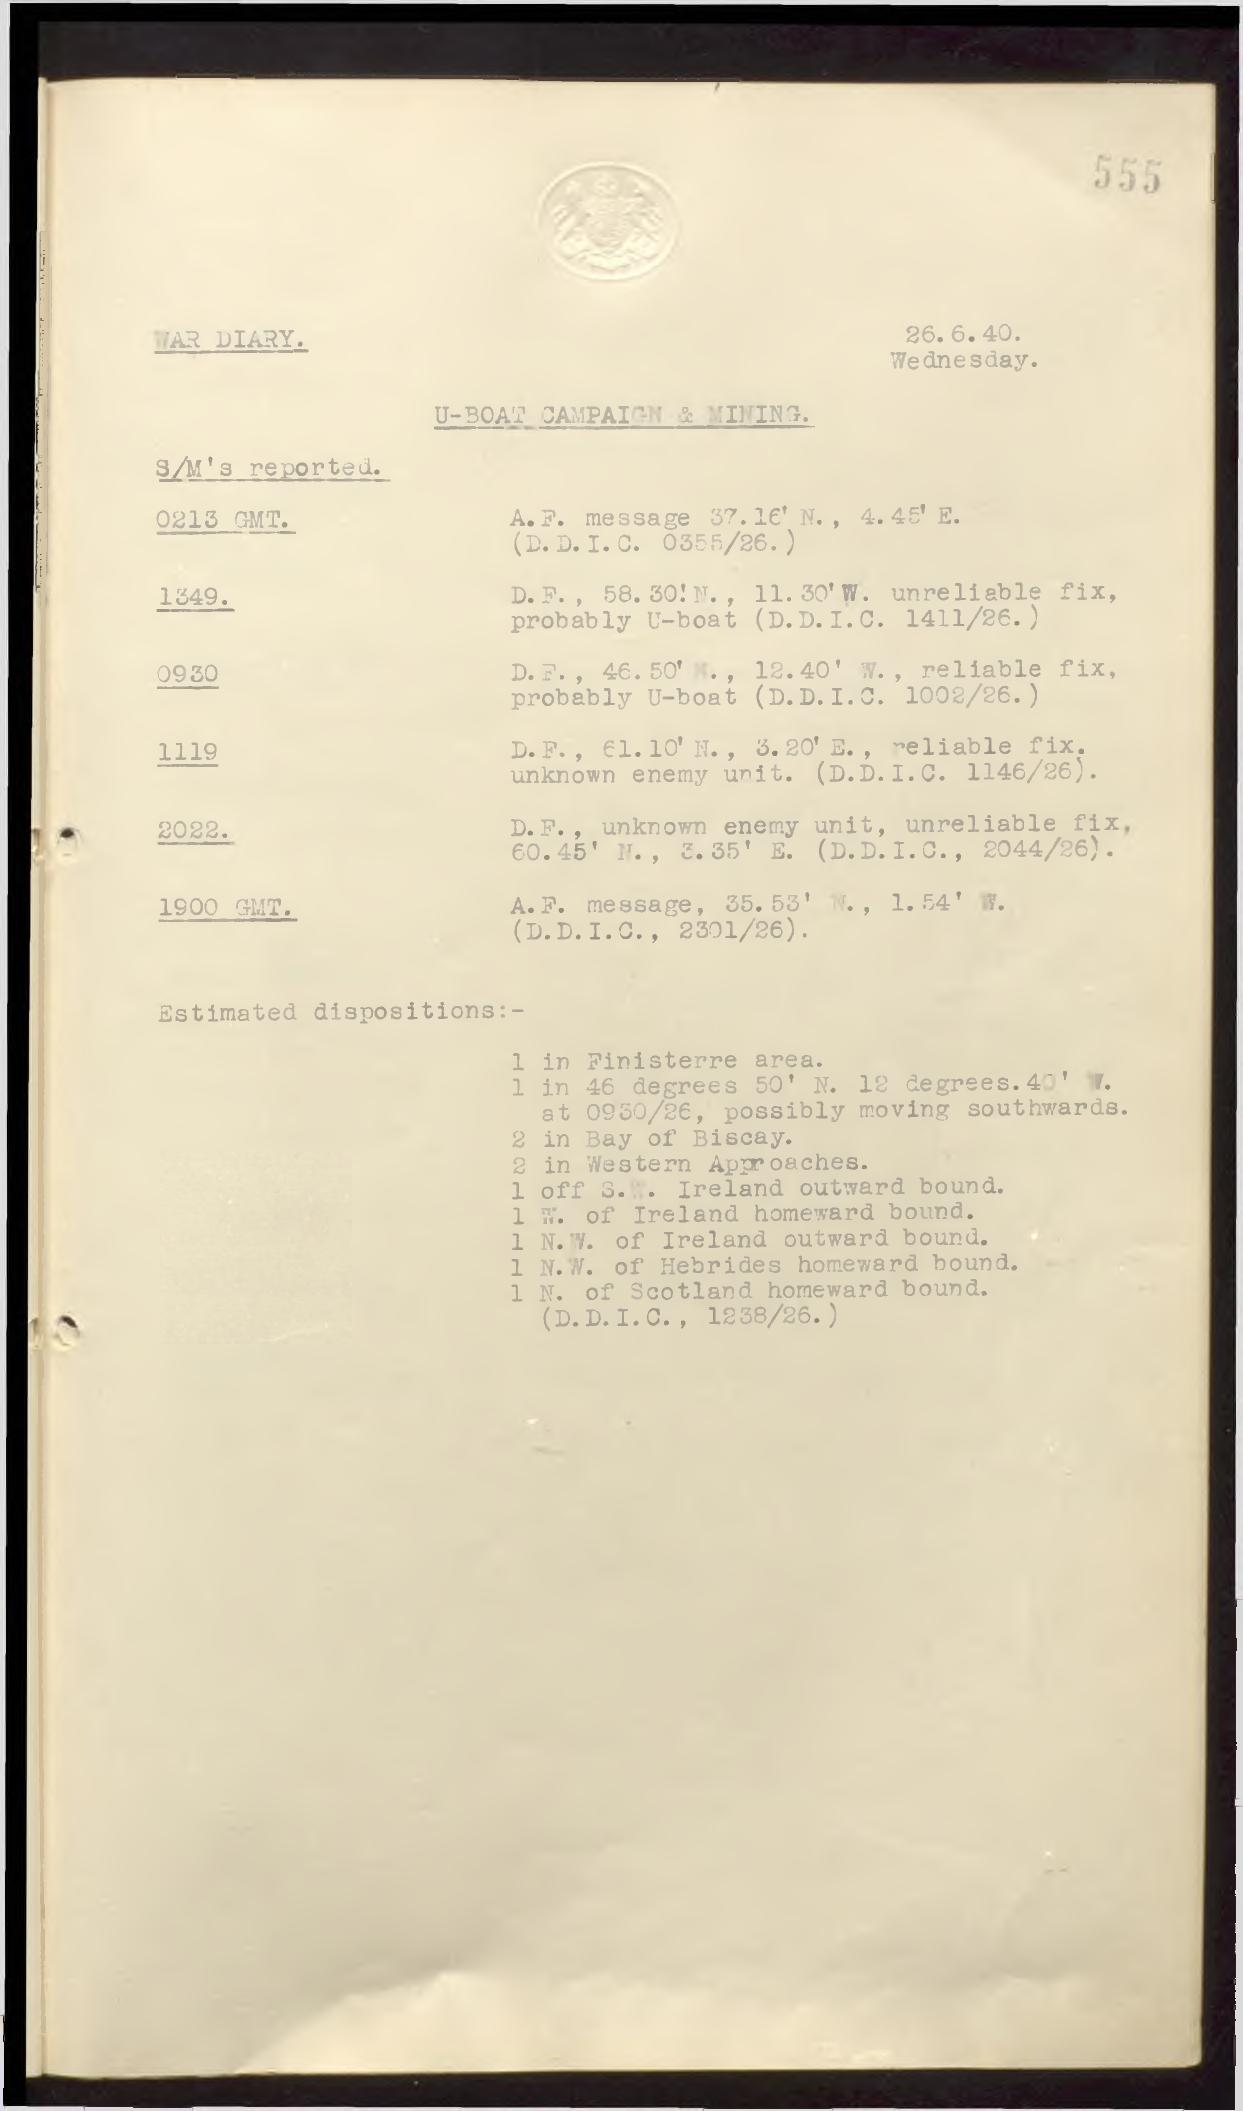 555
WAR DIARY.
26.6.40.
Wednesday.
U-BOAT CAMPAIGN & MINING.
S/M's reported.
0213 GMT. A.F. message 37.16' N., 4.45' E.
(D.D.I.C. 0355/26.)
1349. D.F., 58.30' N., 11.30' W. unreliable fix,
probably U-boat (D.D.I.C. 1411/26.)
0930 D.F., 46.50' N., 12.40' W., reliable fix,
probably U-boat (D.D.I.C. 1002/26.)
1119 D.F., 61.10' N., 3.20' E., reliable fix.
unknown enemy unit. (D.D.I.C. 1146/26).
2022. D.F., unknown enemy unit, unreliable fix,
60.45' N., 3.35' E. (D.D.I.C., 2044/26).
1900 GMT. A.F. message, 35.53' N., 1.54' W.
(D.D.I.C., 2301/26).
Estimated dispositions:-
1 in Finisterre area.
1 in 46 degrees 50' N. 12 degrees.40' W.
at 0930/26, possibly moving southwards.
2 in Bay of Biscay.
2 in Western Approaches.
1 off S.W. Ireland outward bound.
1 W. of Ireland homeward bound.
1 N.W. of Ireland outward bound.
1 N.W. of Hebrides homeward bound.
1 N. of Scotland homeward bound.
(D.D.I.C., 1238/26.)